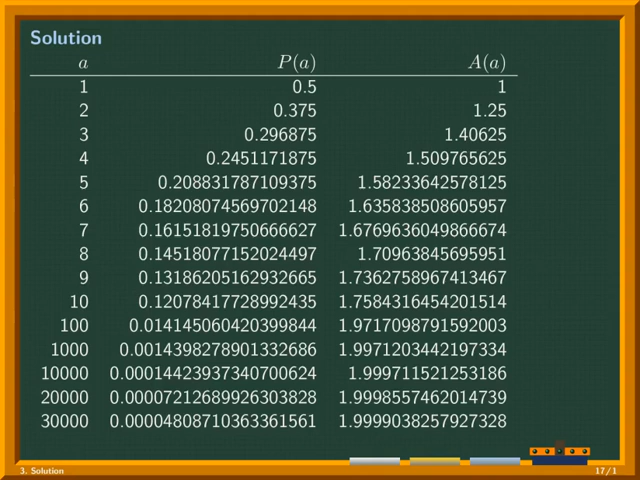 Solution
a P(a) A(a)
1 0.5 1
2 0.375 1.25
3 0.296875 1.40625
4 0.2451171875 1.509765625
5 0.208831787109375 1.58233642578125
6 0.18208074569702148 1.635838508605957
7 0.16151819750666627 1.6769636049866674
8 0.14518077152024497 1.70963845695951
9 0.13186205162932665 1.7362758967413467
10 0.12078417728992435 1.7584316454201514
100 0.014145060420399844 1.9717098791592003
1000 0.0014398278901332686 1.9971203442197334
10000 0.00014423937340700624 1.999711521253186
20000 0.00007212689926303828 1.9998557462014739
30000 0.00004808710363361561 1.9999038257927328
3. Solution 17/1